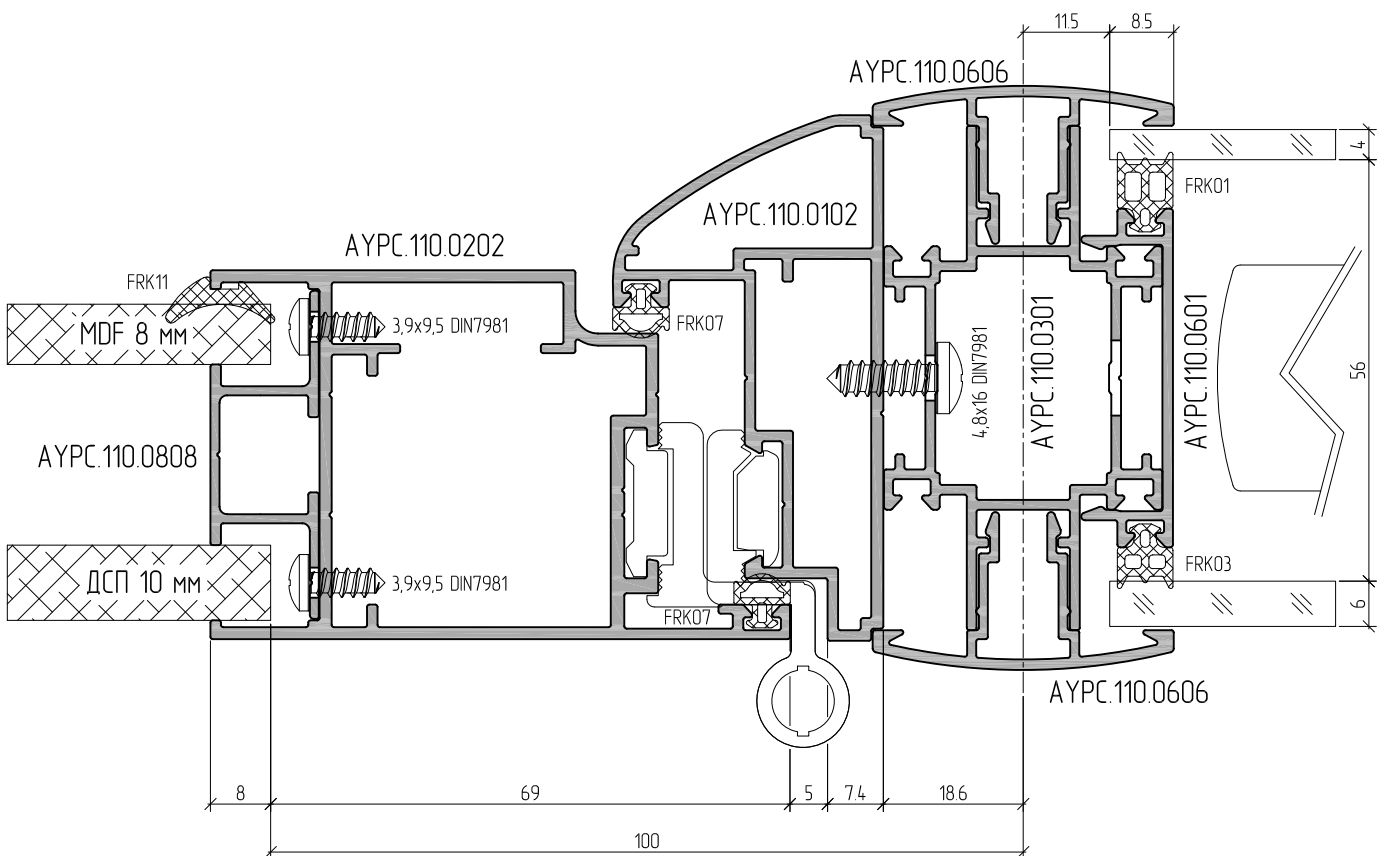 11.5
8.5
AYPC.110.0606
4
FRK01
AYPC.110.0102
AYPC.110.0202
FRK11
MDF 8 мм
3,9x9,5 DIN7981
FRK07
4,8x16 DIN7981
AYPC.110.0301
AYPC.110.0601
56
AYPC.110.0808
ДСП 10 мм
3,9x9,5 DIN7981
FRK07
FRK03
6
AYPC.110.0606
8
69
5
7.4
18.6
100